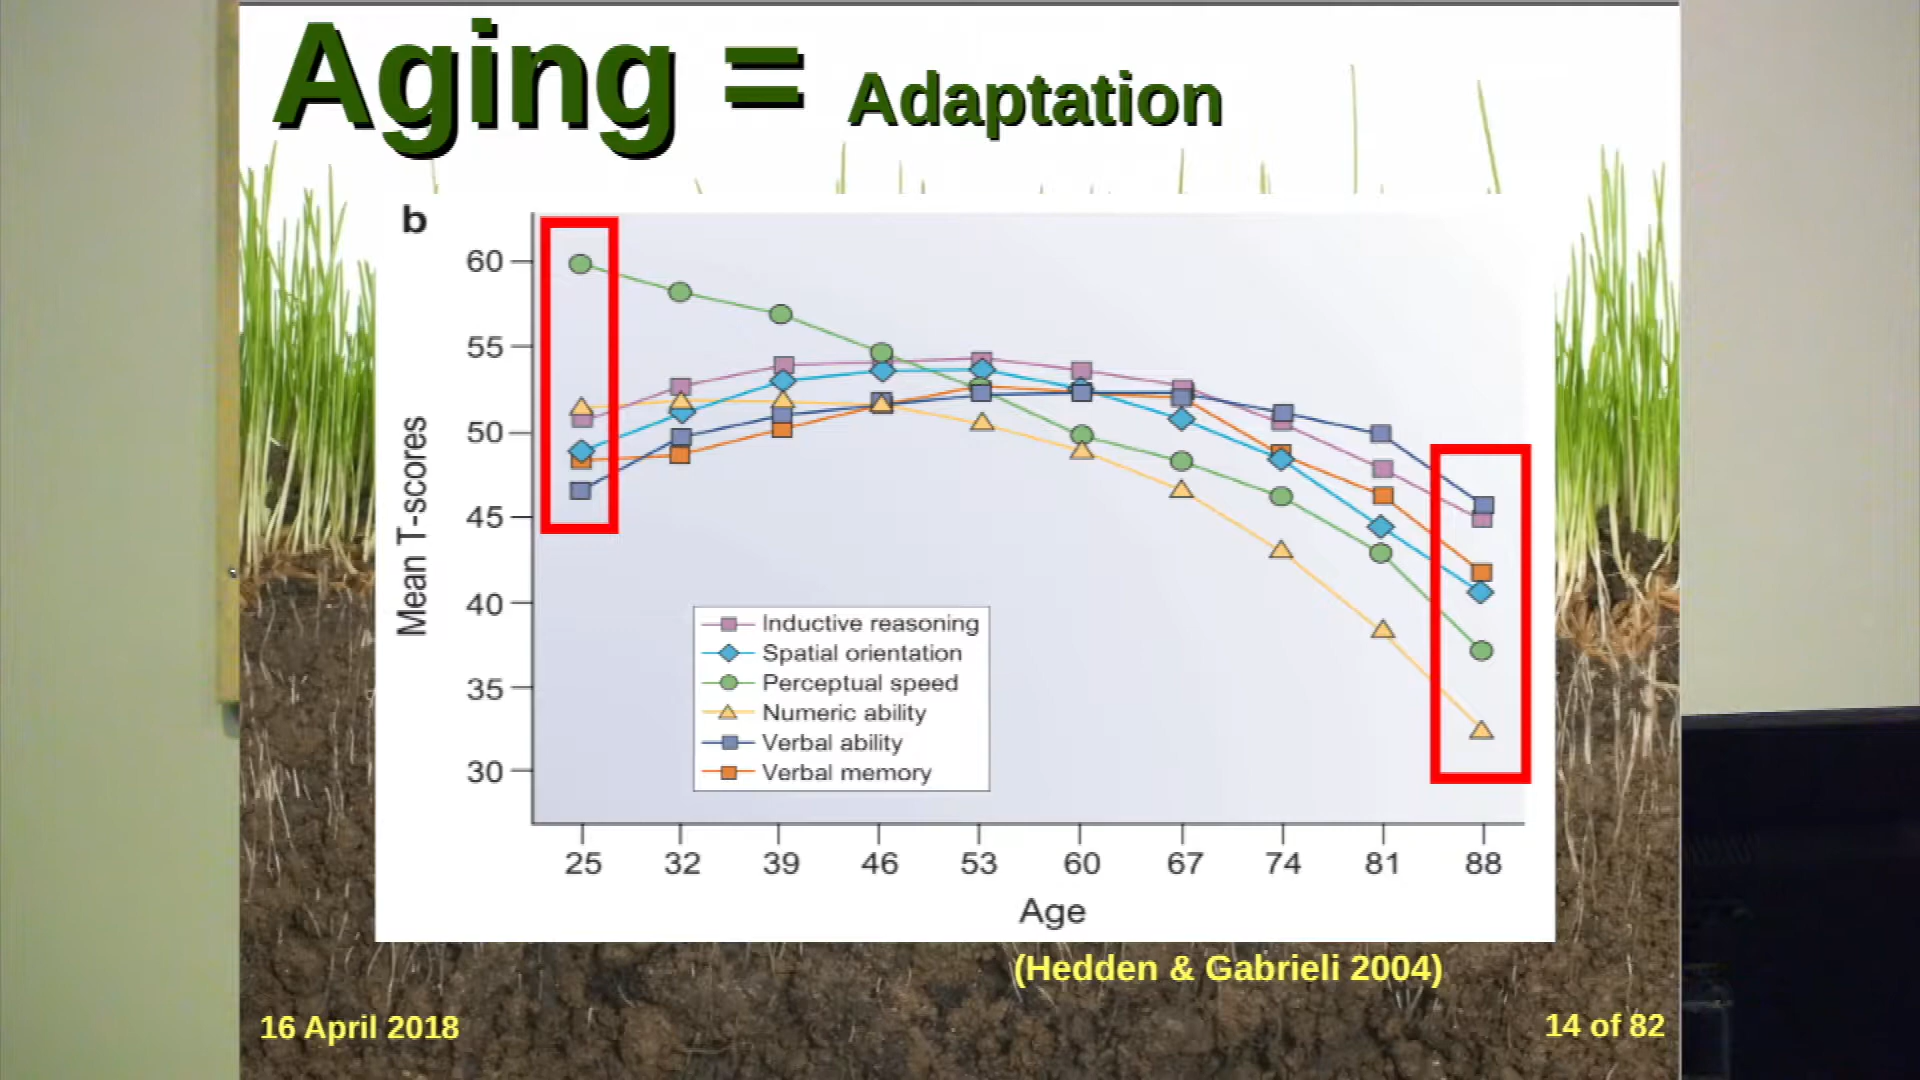 Aging = Adaptation
b
60
55
50
45
40
35
30
Mean T-scores
Inductive reasoning
Spatial orientation
Perceptual speed
Numeric ability
Verbal ability
Verbal memory
25 32 39 46 53 60 67 74 81 88
Age
(Hedden & Gabrieli 2004)
16 April 2018
14 of 82